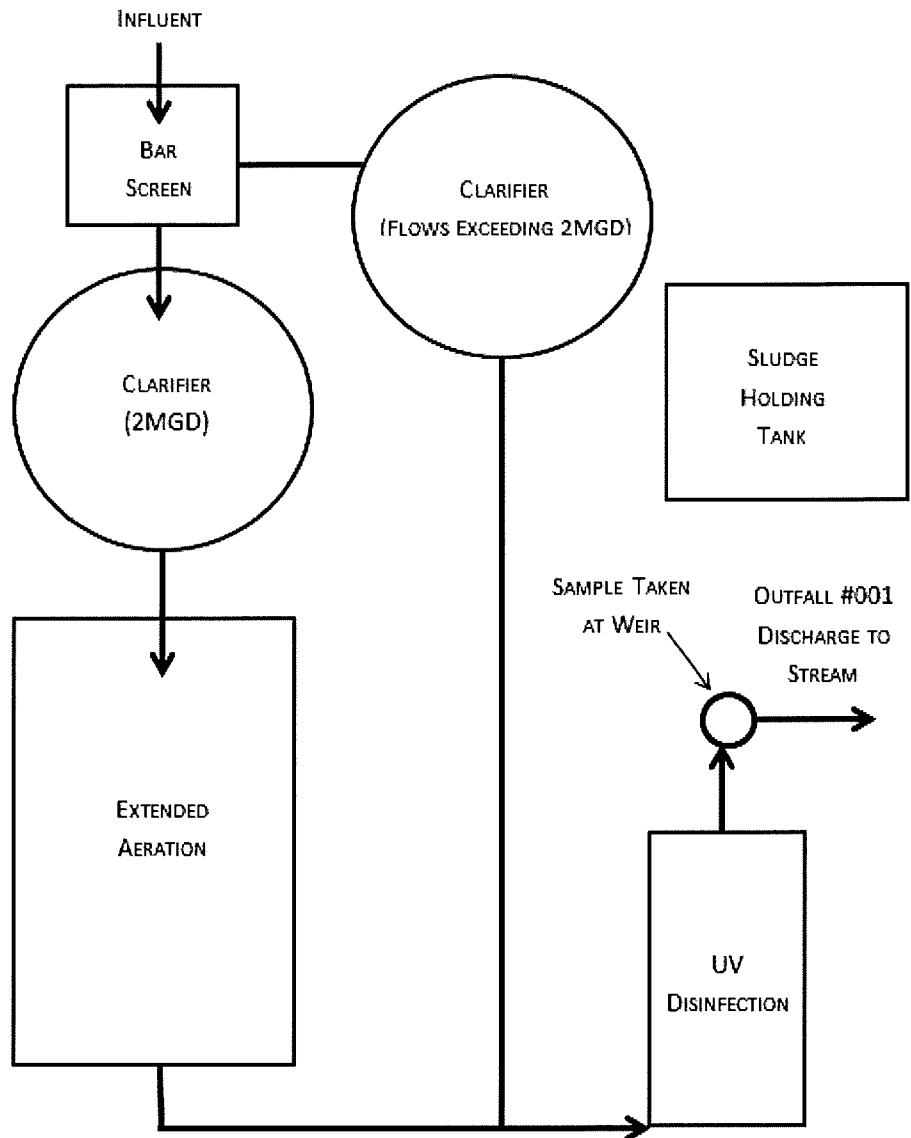 INFLUENT
BAR
SCREEN
CLARIFIER
(FLOWS EXCEEDING 2MGD)
CLARIFIER
(2MGD)
SLUDGE
HOLDING
TANK
SAMPLE TAKEN
AT WEIR
OUTFALL #001
DISCHARGE TO
STREAM
EXTENDED
AERATION
UV
DISINFECTION